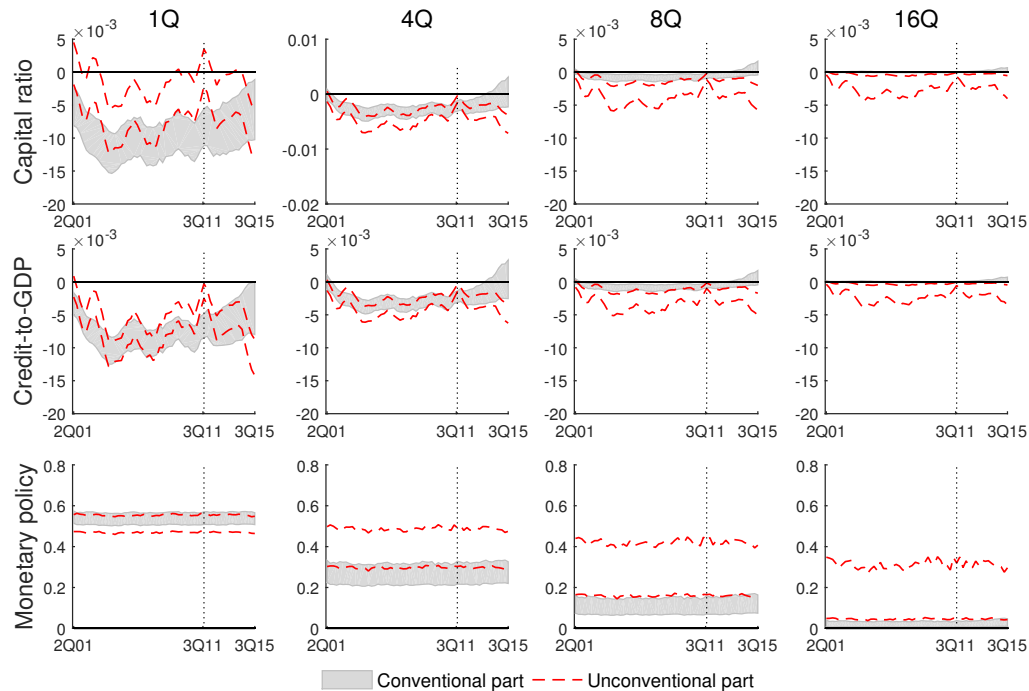 1Q 4Q 8Q 16Q
×10-3 ×10-3 ×10-3
Capital ratio
5 0.01 5 5
0 0 0 0
-5 -5 -5
-0.01
-10 -10 -10
-15 -15 -15
-20 -0.02 -20 -20
2Q01 3Q11 3Q15 2Q01 3Q11 3Q15 2Q01 3Q11 3Q15 2Q01 3Q11 3Q15
×10-3 ×10-3 ×10-3 ×10-3
Credit-to-GDP
5 5 5 5
0 0 0 0
-5 -5 -5 -5
-10 -10 -10 -10
-15 -15 -15 -15
-20 -20 -20 -20
2Q01 3Q11 3Q15 2Q01 3Q11 3Q15 2Q01 3Q11 3Q15 2Q01 3Q11 3Q15
Monetary policy
0.8 0.8 0.8 0.8
0.6 0.6 0.6 0.6
0.4 0.4 0.4 0.4
0.2 0.2 0.2 0.2
0 0 0 0
2Q01 3Q11 3Q15 2Q01 3Q11 3Q15 2Q01 3Q11 3Q15 2Q01 3Q11 3Q15
Conventional part Unconventional part